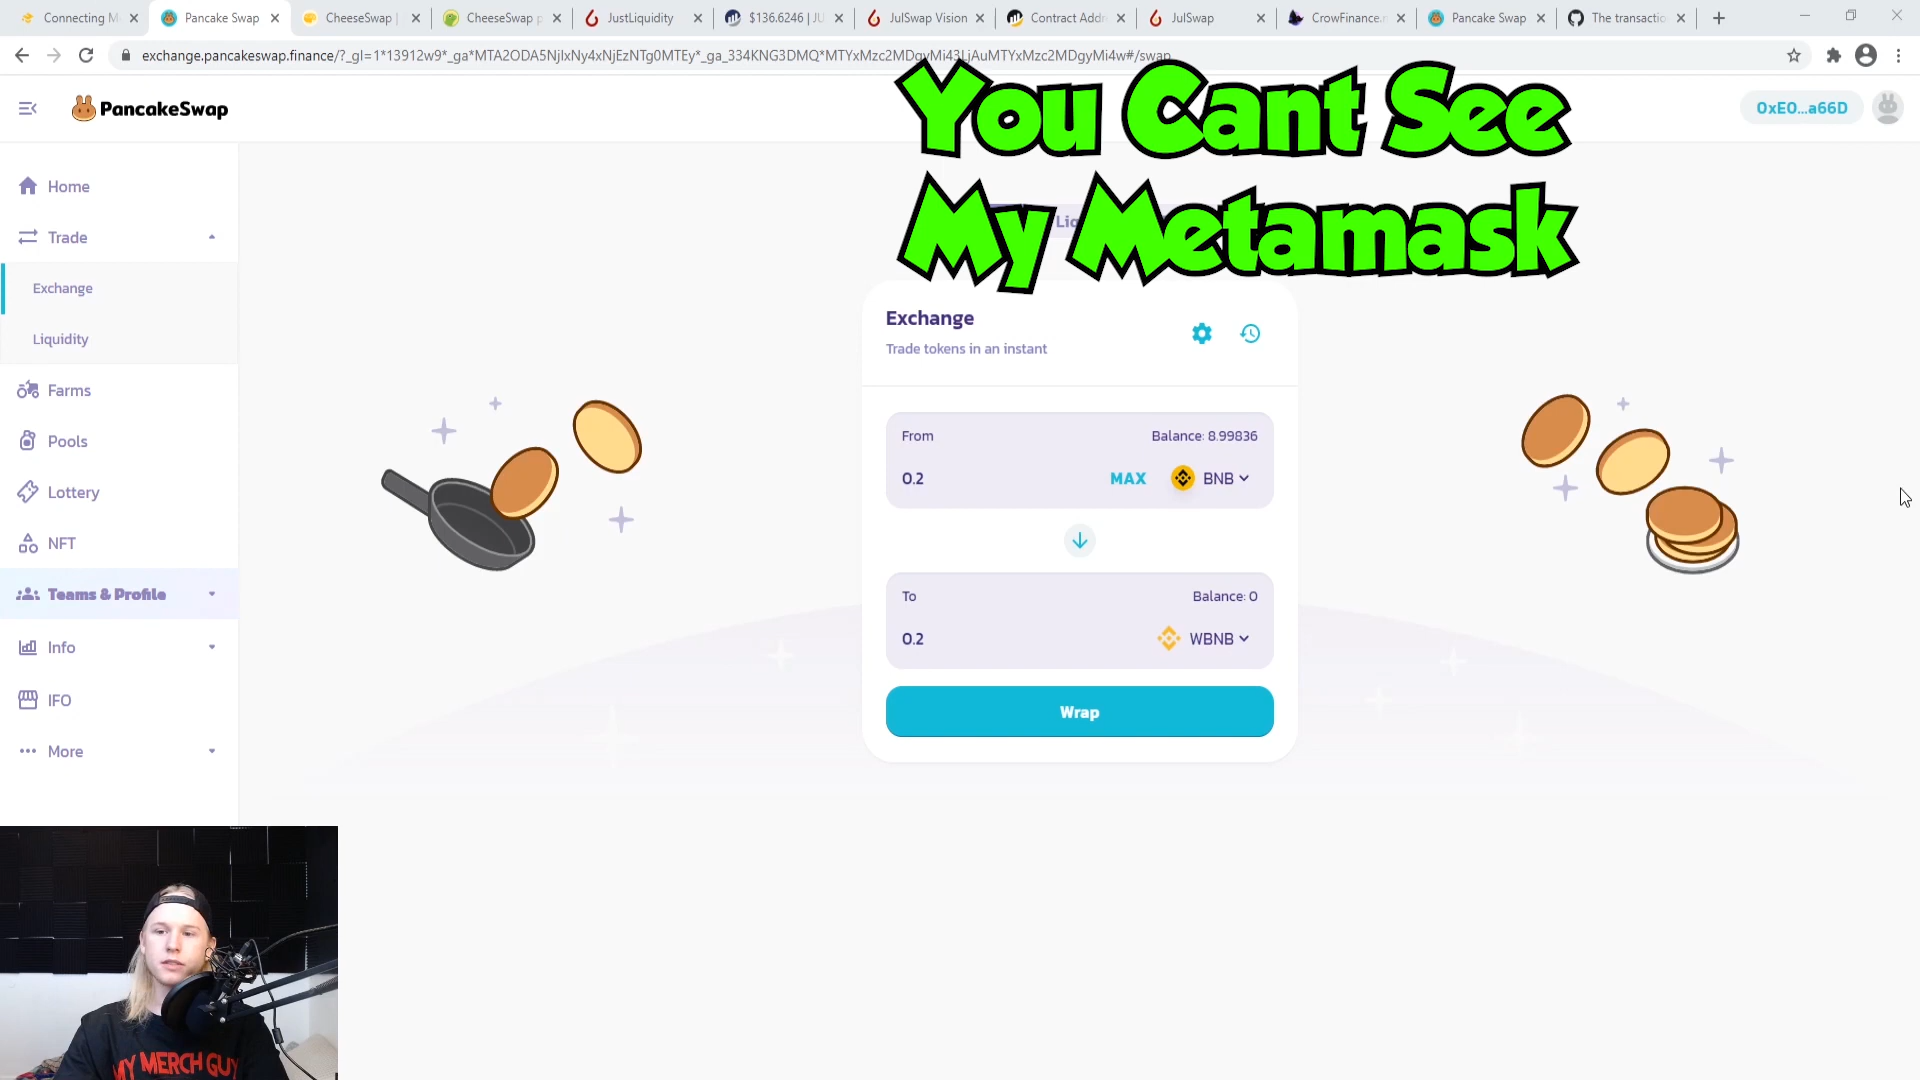 Connecting M
Pancake Swap
CheeseSwap |
CheeseSwap p
JustLiquidity
$136.6246 | JU
JulSwap Vision
Contract Addr
JulSwap
CrowFinance.r
Pancake Swap
The transactio
PancakeSwap
0xE0...a66D
You Cant See
My Metamask
Home
Trade
Exchange
Liquidity
Farms
Pools
Lottery
NFT
Teams & Profile
Info
IFO
More
Exchange
Trade tokens in an instant
From
Balance: 8.99836
0.2
MAX
BNB
To
Balance: 0
0.2
WBNB
Wrap
MY MERCH GUY